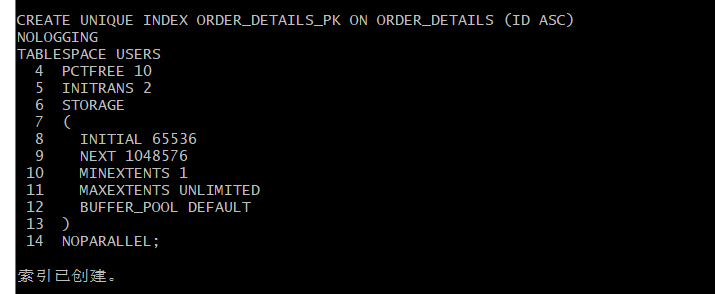 CREATE UNIQUE INDEX ORDER_DETAILS_PK ON ORDER_DETAILS (ID ASC)
NOLOGGING
TABLESPACE USERS
4 PCTFREE 10
5 INITRANS 2
6 STORAGE
7 (
8 INITIAL 65536
9 NEXT 1048576
10 MINEXTENTS 1
11 MAXEXTENTS UNLIMITED
12 BUFFER_POOL DEFAULT
13 )
14 NOPARALLEL;
索引已创建。